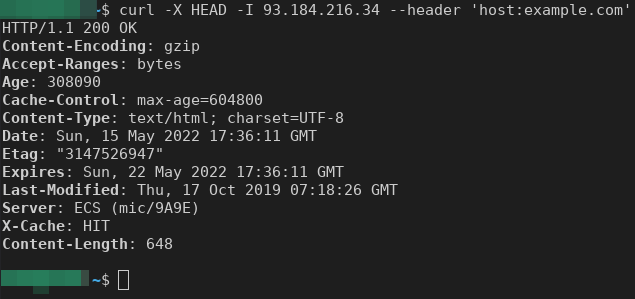 ~$ curl -X HEAD -I 93.184.216.34 --header 'host:example.com'
HTTP/1.1 200 OK
Content-Encoding: gzip
Accept-Ranges: bytes
Age: 308090
Cache-Control: max-age=604800
Content-Type: text/html; charset=UTF-8
Date: Sun, 15 May 2022 17:36:11 GMT
Etag: "3147526947"
Expires: Sun, 22 May 2022 17:36:11 GMT
Last-Modified: Thu, 17 Oct 2019 07:18:26 GMT
Server: ECS (mic/9A9E)
X-Cache: HIT
Content-Length: 648
~$